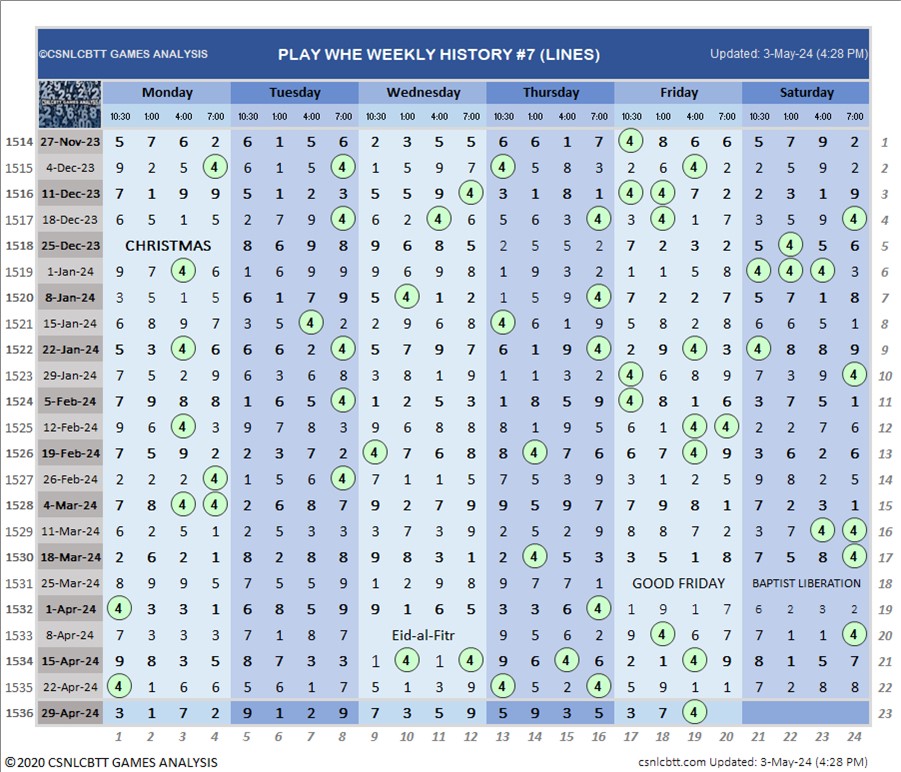 ©CSNLCBTT GAMES ANALYSIS PLAY WHE WEEKLY HISTORY #7 (LINES) Updated: 3-May-24 (4:28 PM)
Monday Tuesday Wednesday Thursday Friday Saturday
10:30 1:00 4:00 7:00 10:30 1:00 4:00 7:00 10:30 1:00 4:00 7:00 10:30 1:00 4:00 7:00 10:30 1:00 4:00 7:00 10:30 1:00 4:00 7:00
1514 27-Nov-23 5 7 6 2 6 1 5 6 2 3 5 5 6 6 1 7 4 8 6 6 5 7 9 2 1
1515 4-Dec-23 9 2 5 4 6 1 5 4 1 5 9 7 4 5 8 3 2 6 4 2 2 5 9 2 2
1516 11-Dec-23 7 1 9 9 5 1 2 3 5 5 9 4 3 1 8 1 4 4 7 2 2 3 1 9 3
1517 18-Dec-23 6 5 1 5 2 7 9 4 6 2 4 6 5 6 3 4 3 4 1 2 3 5 9 4 4
1518 25-Dec-23 CHRISTMAS 8 6 9 8 9 6 8 5 2 5 5 2 7 2 3 2 5 4 5 6 5
1519 1-Jan-24 9 7 4 6 1 6 9 9 9 6 9 8 1 9 3 2 1 1 5 8 4 4 4 3 6
1520 8-Jan-24 3 5 1 5 6 1 7 9 5 4 1 2 1 5 9 4 7 2 2 7 5 7 1 8 7
1521 15-Jan-24 6 8 9 7 3 5 4 2 2 9 6 8 4 6 1 9 5 8 2 8 6 6 5 1 8
1522 22-Jan-24 5 3 4 6 6 6 2 4 5 7 9 7 6 1 9 4 2 9 4 3 4 8 8 9 9
1523 29-Jan-24 7 5 2 9 6 3 6 8 3 8 1 9 1 1 3 2 4 6 8 9 7 3 9 4 10
1524 5-Feb-24 7 9 8 8 1 6 5 4 1 2 5 3 1 8 5 9 4 8 1 6 3 7 5 1 11
1525 12-Feb-24 9 6 4 3 9 7 8 3 9 6 8 8 8 1 9 5 6 1 4 4 2 2 7 6 12
1526 19-Feb-24 7 5 9 2 2 3 7 2 4 7 6 8 8 4 7 6 6 7 4 9 3 6 2 6 13
1527 26-Feb-24 2 2 2 4 1 5 6 4 7 1 1 5 7 5 3 9 3 1 2 5 9 8 2 5 14
1528 4-Mar-24 7 8 4 4 2 6 8 7 9 2 7 9 9 5 9 7 7 9 8 1 7 2 3 1 15
1529 11-Mar-24 6 2 5 1 2 5 3 3 3 7 3 9 2 5 2 9 8 8 7 2 3 7 4 4 16
1530 18-Mar-24 2 6 2 1 8 2 8 8 9 8 3 1 2 4 5 3 3 5 1 8 7 5 8 4 17
1531 25-Mar-24 8 9 9 5 7 5 5 9 1 2 9 8 9 7 7 1 GOOD FRIDAY BAPTIST LIBERATION 18
1532 1-Apr-24 4 3 3 1 6 8 5 9 9 1 6 5 3 3 6 4 1 9 1 7 6 2 3 2 19
1533 8-Apr-24 7 3 3 3 7 1 8 7 Eid-al-Fitr 9 5 6 2 9 4 6 7 7 1 1 4 20
1534 15-Apr-24 9 8 3 5 8 7 3 3 1 4 1 4 9 6 4 6 2 1 4 9 8 1 5 7 21
1535 22-Apr-24 4 1 6 6 5 6 1 7 5 1 3 9 4 5 2 4 5 9 1 1 7 2 8 8 22
1536 29-Apr-24 3 1 7 2 9 1 2 9 7 3 5 9 5 9 3 5 3 7 4 23
1 2 3 4 5 6 7 8 9 10 11 12 13 14 15 16 17 18 19 20 21 22 23 24
©2020 CSNLCBTT GAMES ANALYSIS csnlcbtt.com Updated: 3-May-24 (4:28 PM)